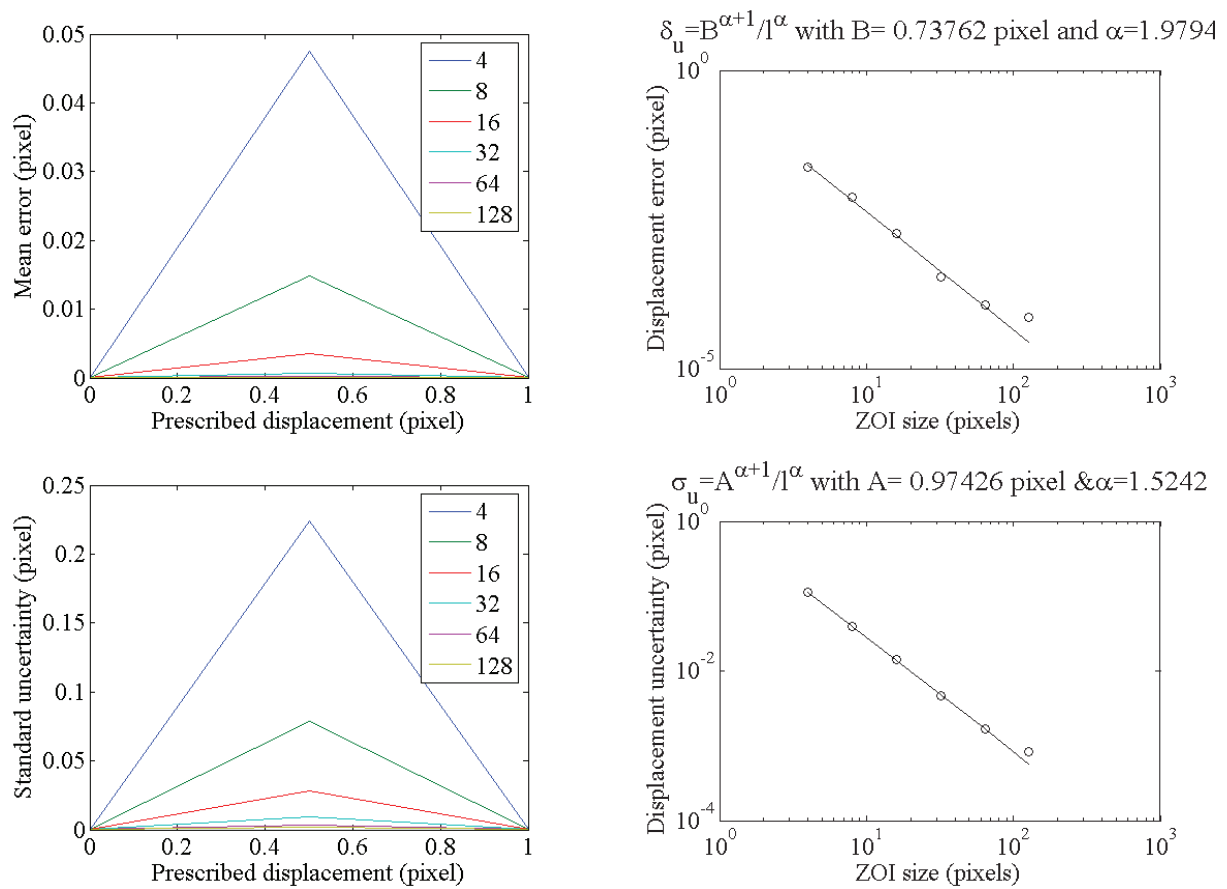 0.05
0.04
0.03
0.02
0.01
0
0 0.2 0.4 0.6 0.8 1
Mean error (pixel)
Prescribed displacement (pixel)
4
8
16
32
64
128
δ_u=B^{α+1}/l^α with B= 0.73762 pixel and α=1.9794
10^0
10^{-5}
10^0 10^1 10^2 10^3
Displacement error (pixel)
ZOI size (pixels)
0.25
0.2
0.15
0.1
0.05
0
0 0.2 0.4 0.6 0.8 1
Standard uncertainty (pixel)
Prescribed displacement (pixel)
4
8
16
32
64
128
σ_u=A^{α+1}/l^α with A= 0.97426 pixel &α=1.5242
10^0
10^{-2}
10^{-4}
10^0 10^1 10^2 10^3
Displacement uncertainty (pixel)
ZOI size (pixels)